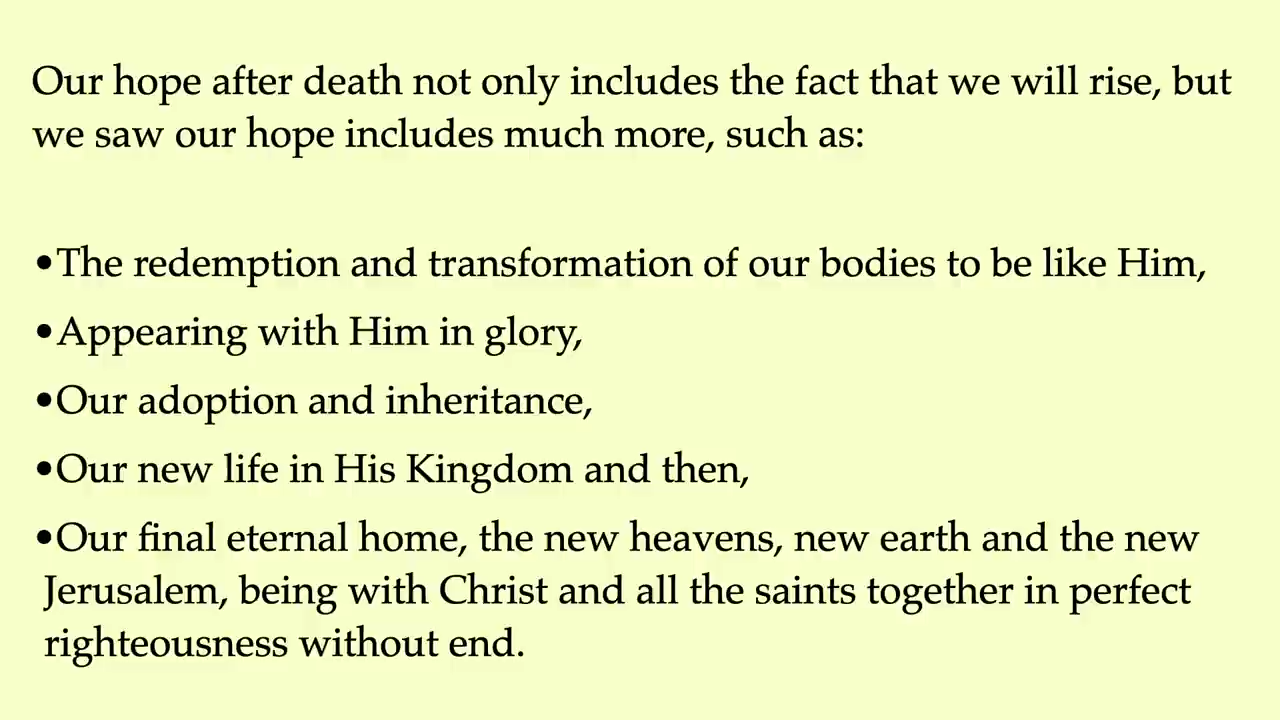 Our hope after death not only includes the fact that we will rise, but
we saw our hope includes much more, such as:
•The redemption and transformation of our bodies to be like Him,
•Appearing with Him in glory,
•Our adoption and inheritance,
•Our new life in His Kingdom and then,
•Our final eternal home, the new heavens, new earth and the new
Jerusalem, being with Christ and all the saints together in perfect
righteousness without end.